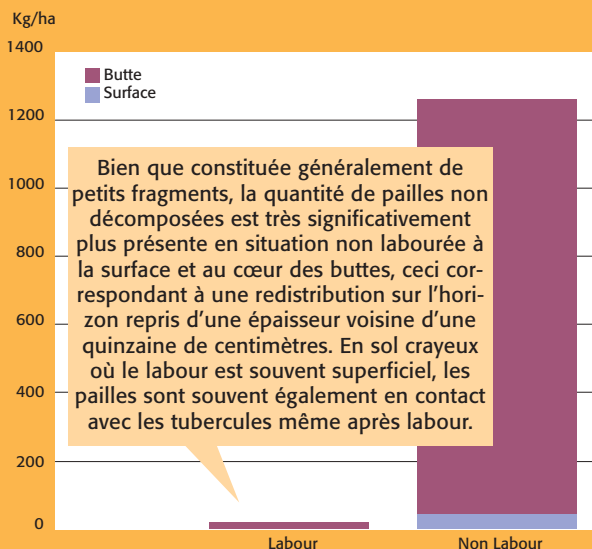 Kg/ha
1400
1200
1000
800
600
400
200
0
Butte
Surface
Bien que constituée généralement de
petits fragments, la quantité de pailles non
décomposées est très significativement
plus présente en situation non labourée à
la surface et au cœur des buttes, ceci cor-
respondant à une redistribution sur l'hori-
zon repris d'une épaisseur voisine d'une
quinzaine de centimètres. En sol crayeux
où le labour est souvent superficiel, les
pailles sont souvent également en contact
avec les tubercules même après labour.
Labour
Non Labour